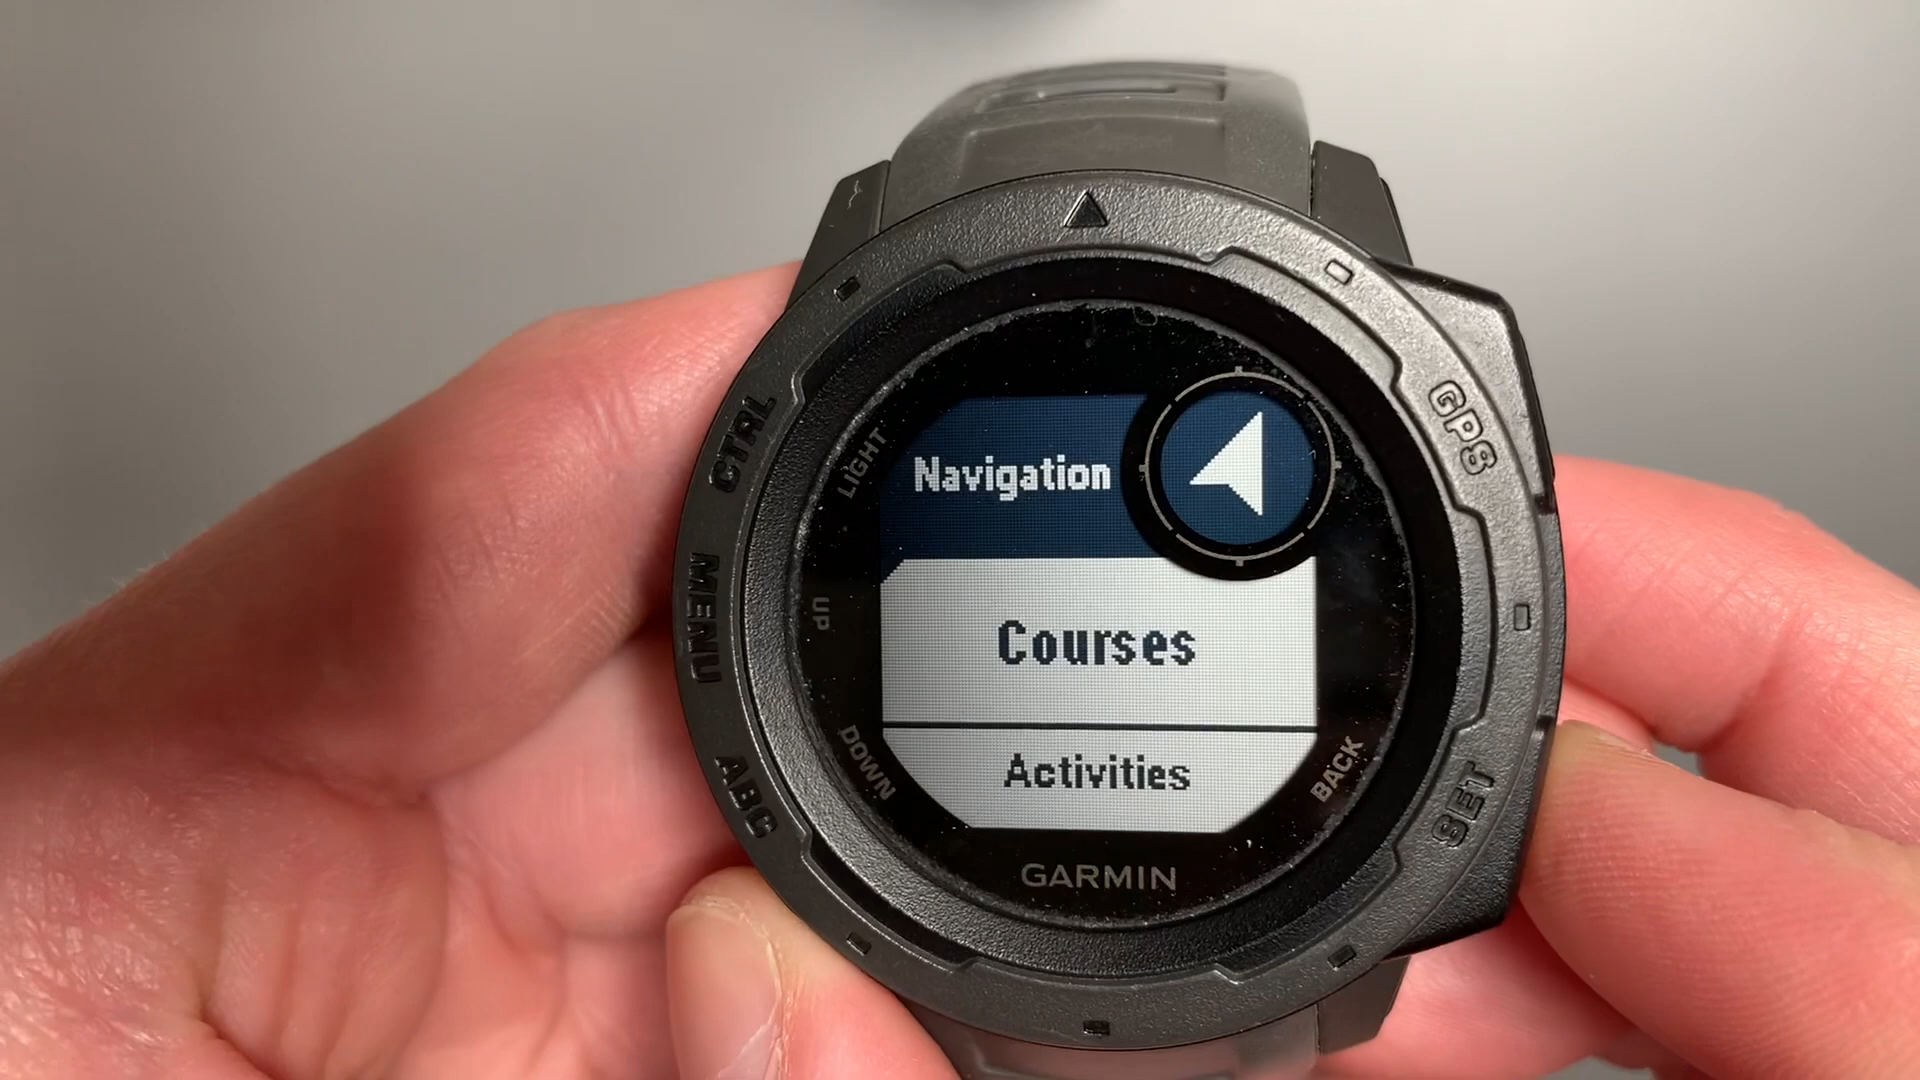 CTRL
LIGHT
GPS
Navigation
MENU
UP
Courses
DOWN
Activities
BACK
ABC
SET
GARMIN